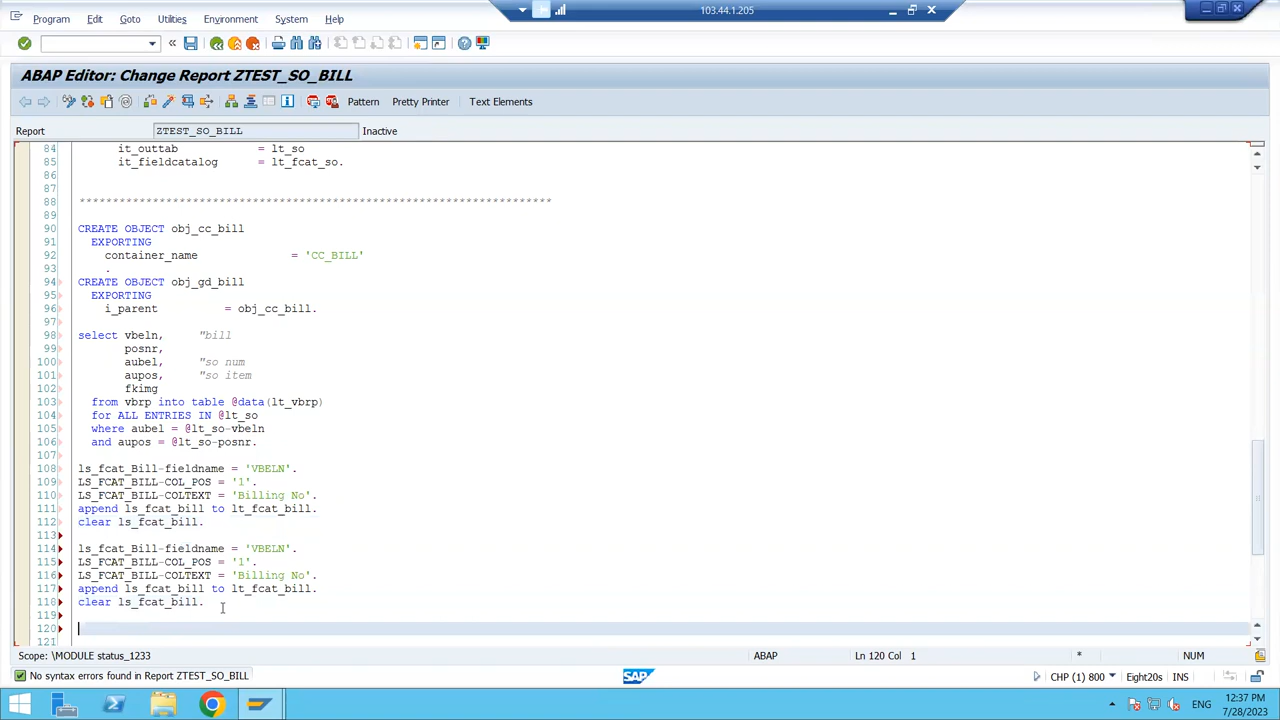 Program Edit Goto Utilities Environment System Help
103.44.1.205
ABAP Editor: Change Report ZTEST_SO_BILL
Pattern Pretty Printer Text Elements
Report ZTEST_SO_BILL Inactive
84 it_outtab = lt_so
85 it_fieldcatalog = lt_fcat_so.
86
87
88 ***********************************************************************
89
90 CREATE OBJECT obj_cc_bill
91 EXPORTING
92 container_name = 'CC_BILL'
93 .
94 CREATE OBJECT obj_gd_bill
95 EXPORTING
96 i_parent = obj_cc_bill.
97
98 select vbeln, "bill
99 posnr,
100 aubel, "so num
101 aupos, "so item
102 fkimg
103 from vbrp into table @data(lt_vbrp)
104 for ALL ENTRIES IN @lt_so
105 where aubel = @lt_so-vbeln
106 and aupos = @lt_so-posnr.
107
108 ls_fcat_Bill-fieldname = 'VBELN'.
109 LS_FCAT_BILL-COL_POS = '1'.
110 LS_FCAT_BILL-COLTEXT = 'Billing No'.
111 append ls_fcat_bill to lt_fcat_bill.
112 clear ls_fcat_bill.
113
114 ls_fcat_Bill-fieldname = 'VBELN'.
115 LS_FCAT_BILL-COL_POS = '1'.
116 LS_FCAT_BILL-COLTEXT = 'Billing No'.
117 append ls_fcat_bill to lt_fcat_bill.
118 clear ls_fcat_bill.
119
120
121
Scope: \MODULE status_1233 ABAP Ln 120 Col 1 * NUM
No syntax errors found in Report ZTEST_SO_BILL SAP CHP (1) 800 Eight20s INS
ENG 12:37 PM
7/28/2023